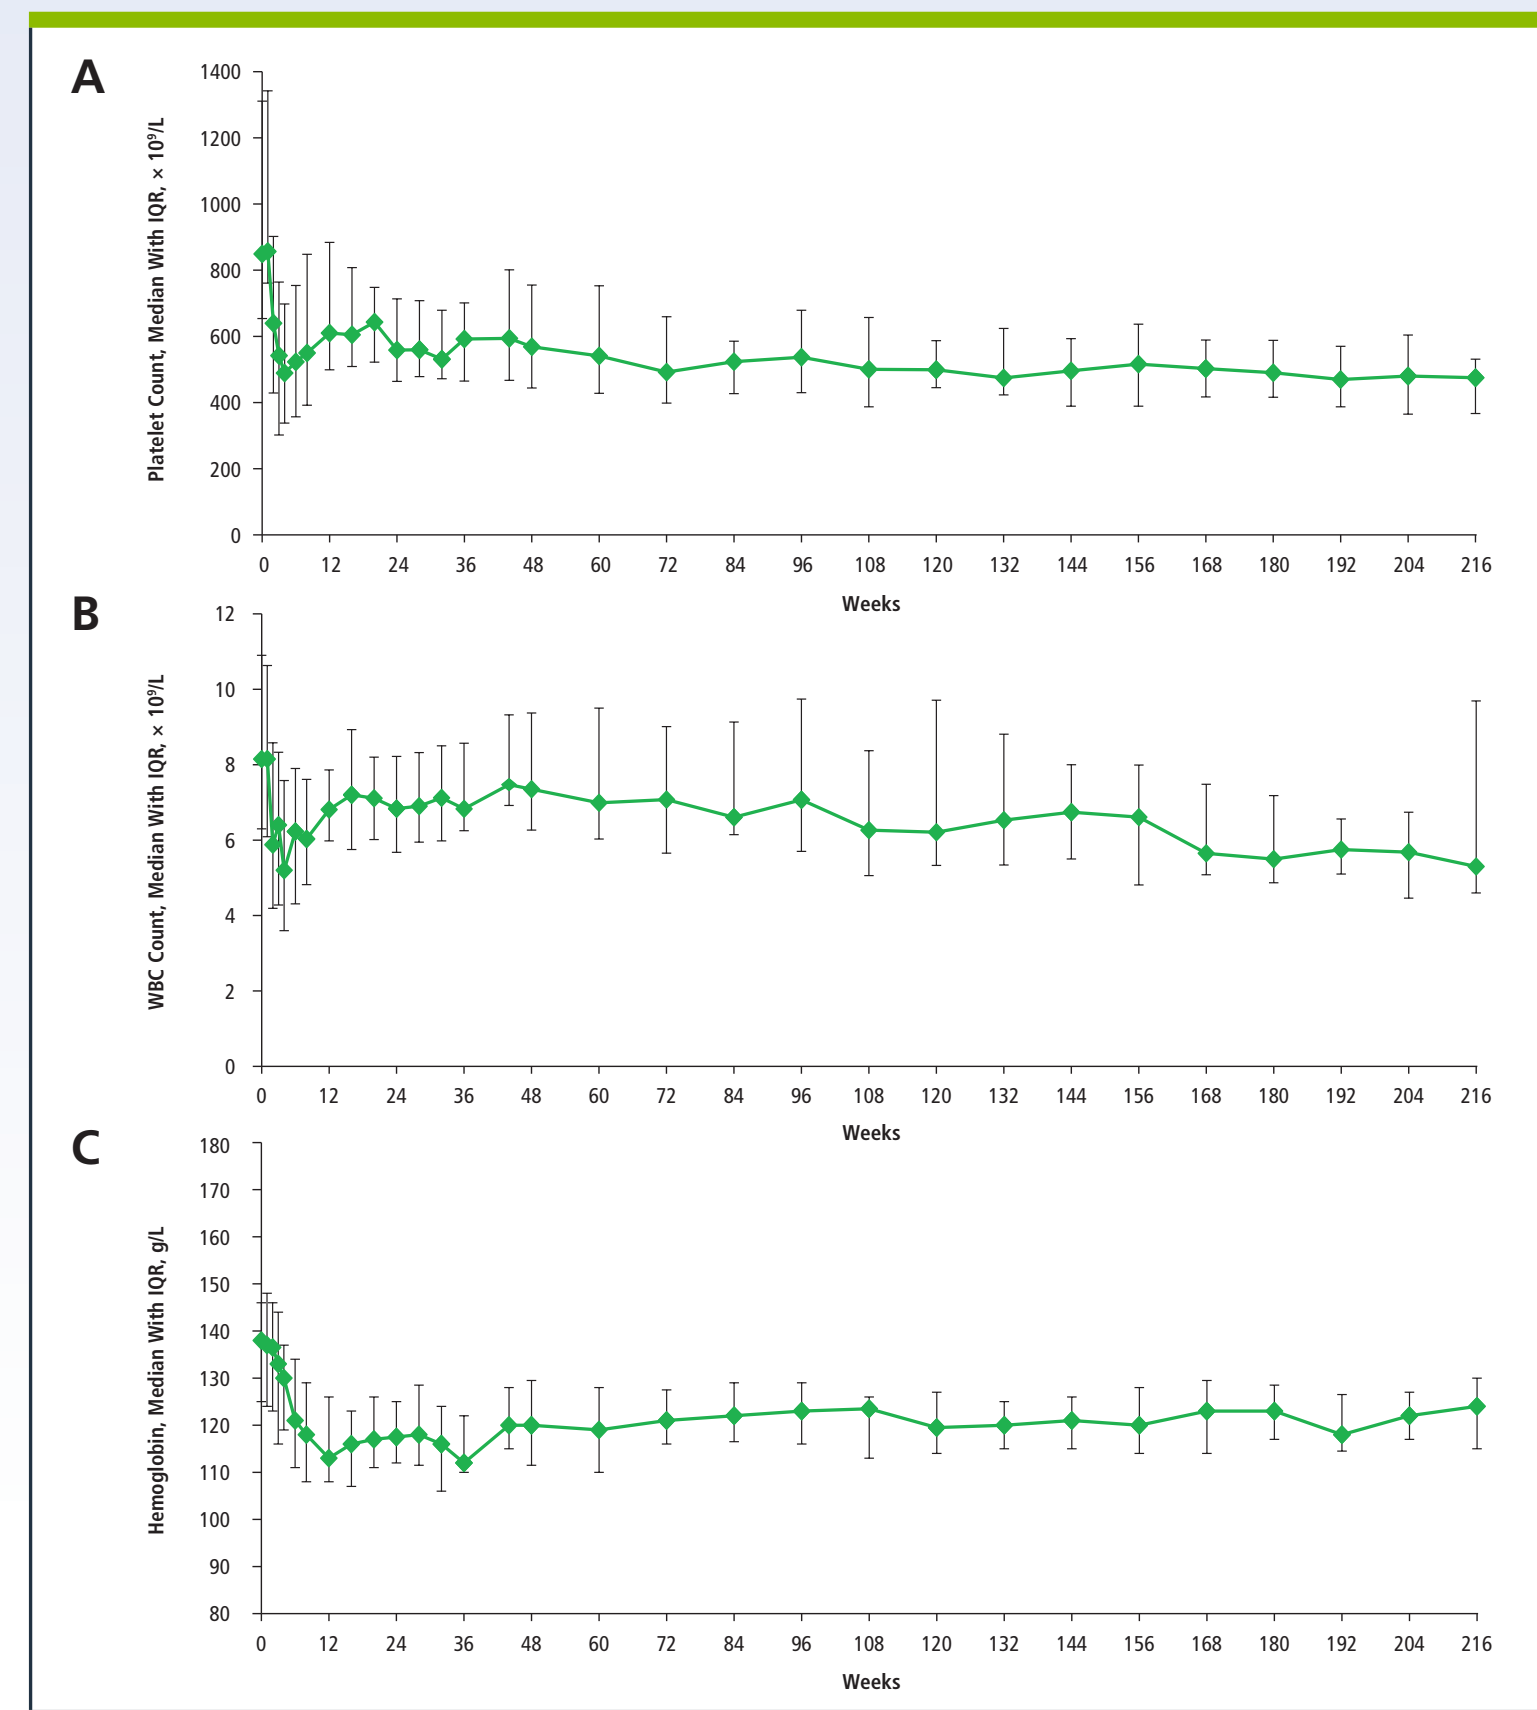 A
Platelet Count, Median With IQR, × 10⁹/L
1400
1200
1000
800
600
400
200
0
0 12 24 36 48 60 72 84 96 108 120 132 144 156 168 180 192 204 216
Weeks
B
WBC Count, Median With IQR, × 10⁹/L
12
10
8
6
4
2
0
0 12 24 36 48 60 72 84 96 108 120 132 144 156 168 180 192 204 216
Weeks
C
Hemoglobin, Median With IQR, g/L
180
170
160
150
140
130
120
110
100
90
80
0 12 24 36 48 60 72 84 96 108 120 132 144 156 168 180 192 204 216
Weeks